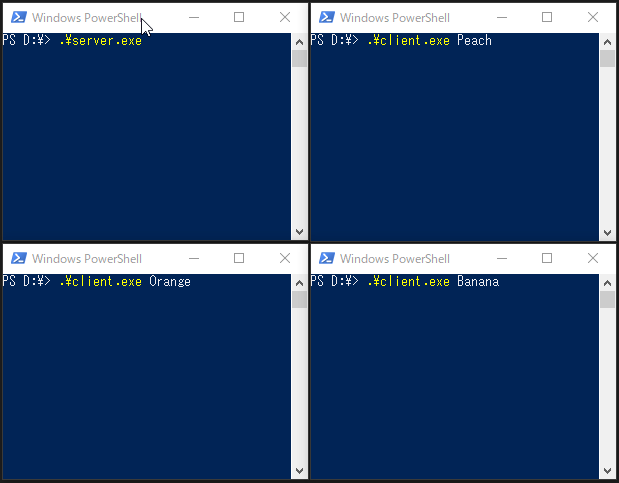 Windows PowerShell
PS D:¥> .¥server.exe
Windows PowerShell
PS D:¥> .¥client.exe Peach
Windows PowerShell
PS D:¥> .¥client.exe Orange
Windows PowerShell
PS D:¥> .¥client.exe Banana